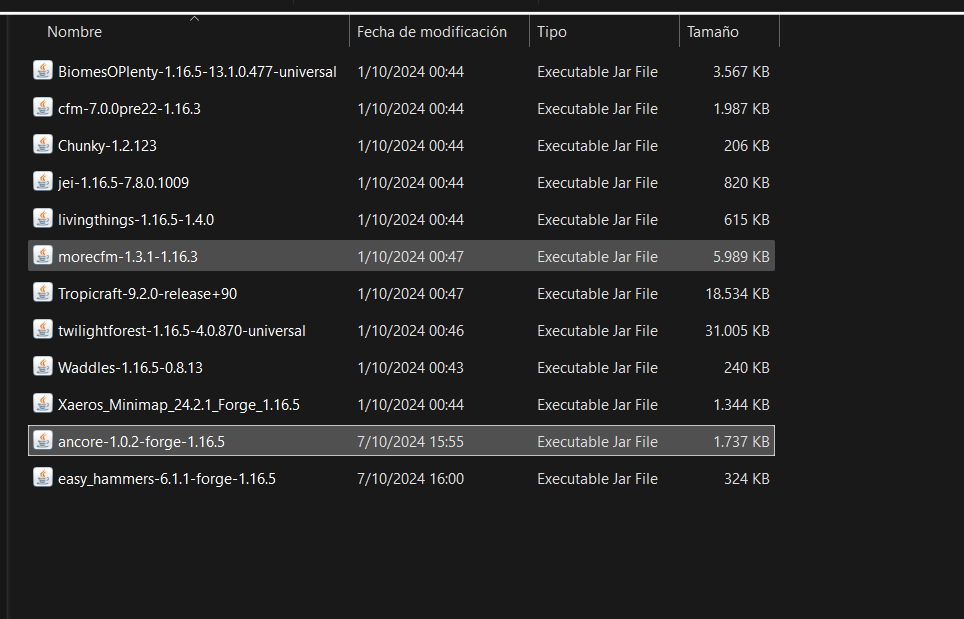 Nombre Fecha de modificación Tipo Tamaño
BiomesOPlenty-1.16.5-13.1.0.477-universal 1/10/2024 00:44 Executable Jar File 3.567 KB
cfm-7.0.0pre22-1.16.3 1/10/2024 00:44 Executable Jar File 1.987 KB
Chunky-1.2.123 1/10/2024 00:44 Executable Jar File 206 KB
jei-1.16.5-7.8.0.1009 1/10/2024 00:44 Executable Jar File 820 KB
livingthings-1.16.5-1.4.0 1/10/2024 00:44 Executable Jar File 615 KB
morecfm-1.3.1-1.16.3 1/10/2024 00:47 Executable Jar File 5.989 KB
Tropicraft-9.2.0-release+90 1/10/2024 00:47 Executable Jar File 18.534 KB
twilightforest-1.16.5-4.0.870-universal 1/10/2024 00:46 Executable Jar File 31.005 KB
Waddles-1.16.5-0.8.13 1/10/2024 00:43 Executable Jar File 240 KB
Xaeros_Minimap_24.2.1_Forge_1.16.5 1/10/2024 00:44 Executable Jar File 1.344 KB
ancore-1.0.2-forge-1.16.5 7/10/2024 15:55 Executable Jar File 1.737 KB
easy_hammers-6.1.1-forge-1.16.5 7/10/2024 16:00 Executable Jar File 324 KB